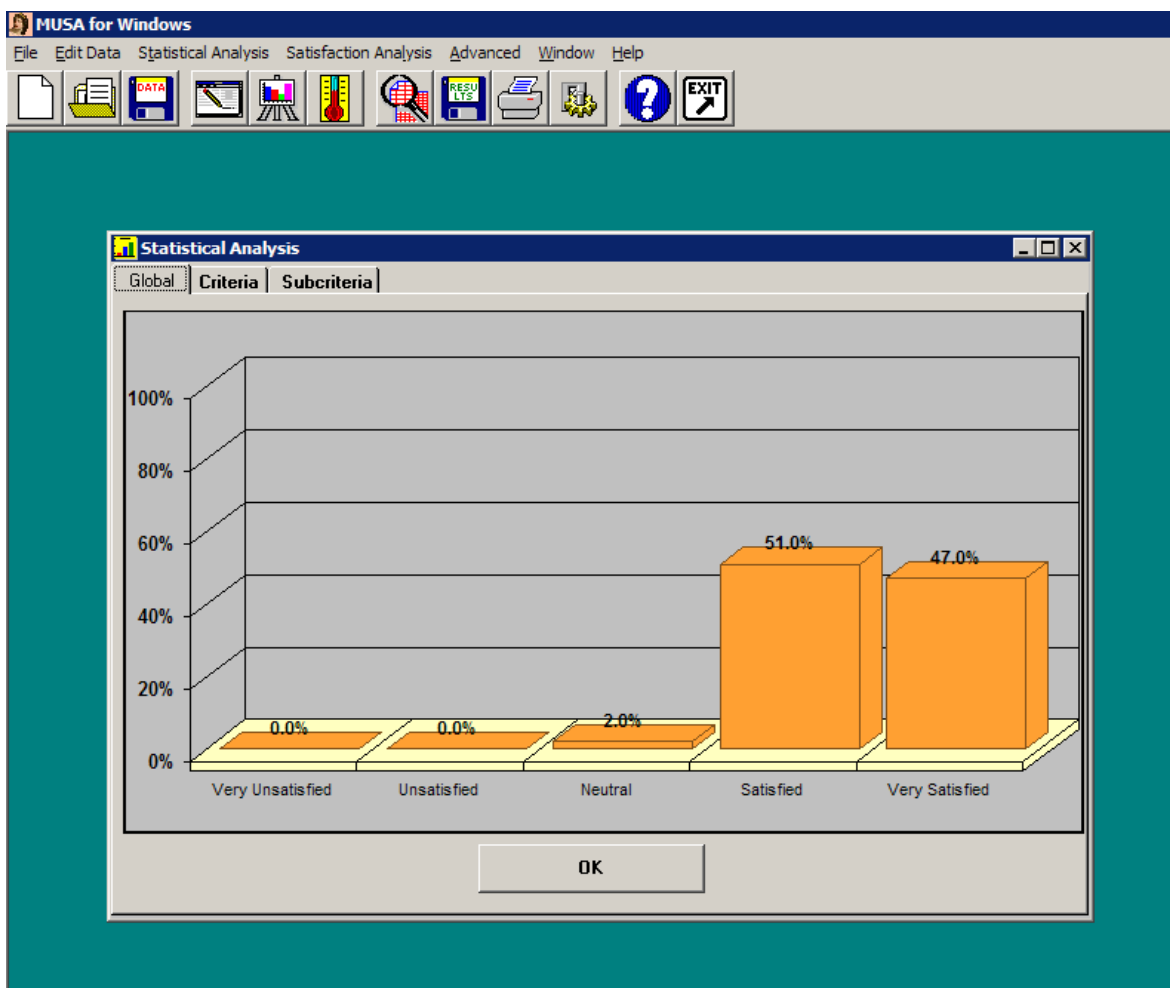 MUSA for Windows
File Edit Data Statistical Analysis Satisfaction Analysis Advanced Window Help
DATA
RESU
LTS
?
EXIT
Statistical Analysis
Global Criteria Subcriteria
100%
80%
60%
40%
20%
0%
0.0% 0.0% 2.0% 51.0% 47.0%
Very Unsatisfied Unsatisfied Neutral Satisfied Very Satisfied
OK